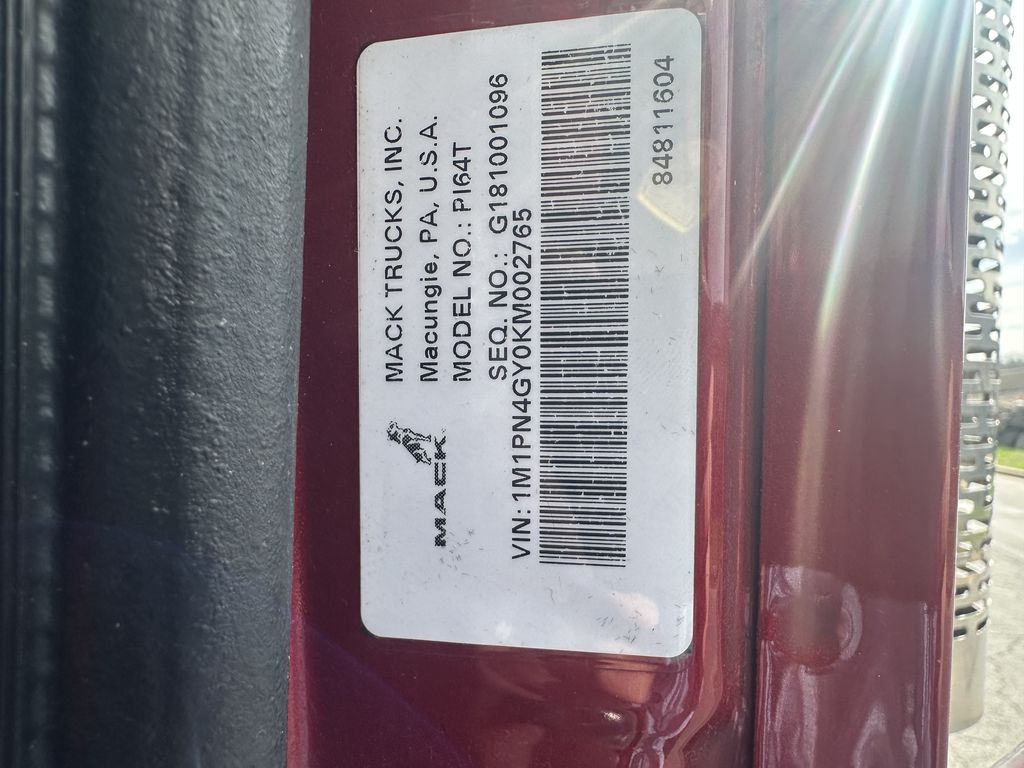 MACK
MACK TRUCKS, INC.
Macungie, PA, U.S.A.
MODEL NO.: PI64T
SEQ. NO.: G181001096
VIN: 1M1PN4GY0KM002765
84811604